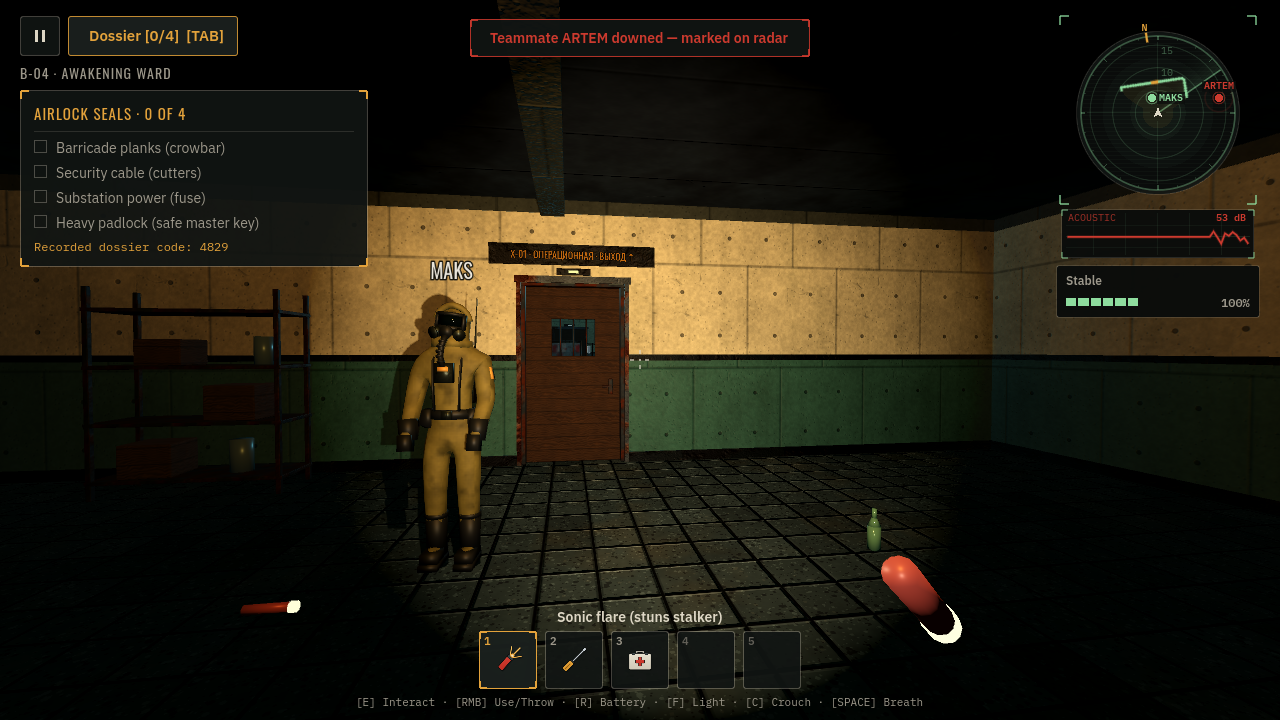 Dossier [0/4] [TAB]
Teammate ARTEM downed — marked on radar
B-04 · AWAKENING WARD
AIRLOCK SEALS · 0 OF 4
Barricade planks (crowbar)
Security cable (cutters)
Substation power (fuse)
Heavy padlock (safe master key)
Recorded dossier code: 4829
N
15
10
ARTEM
MAKS
ACOUSTIC 53 dB
Stable
100%
MAKS
X-01 · ОПЕРАЦИОННАЯ · ВЫХОД
Sonic flare (stuns stalker)
1 2 3 4 5
[E] Interact · [RMB] Use/Throw · [R] Battery · [F] Light · [C] Crouch · [SPACE] Breath